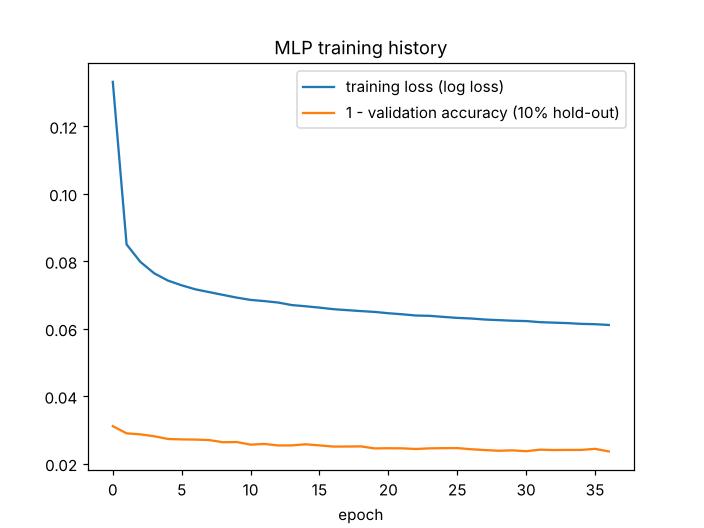 MLP training history
training loss (log loss)
1 - validation accuracy (10% hold-out)
0.12
0.10
0.08
0.06
0.04
0.02
0 5 10 15 20 25 30 35
epoch